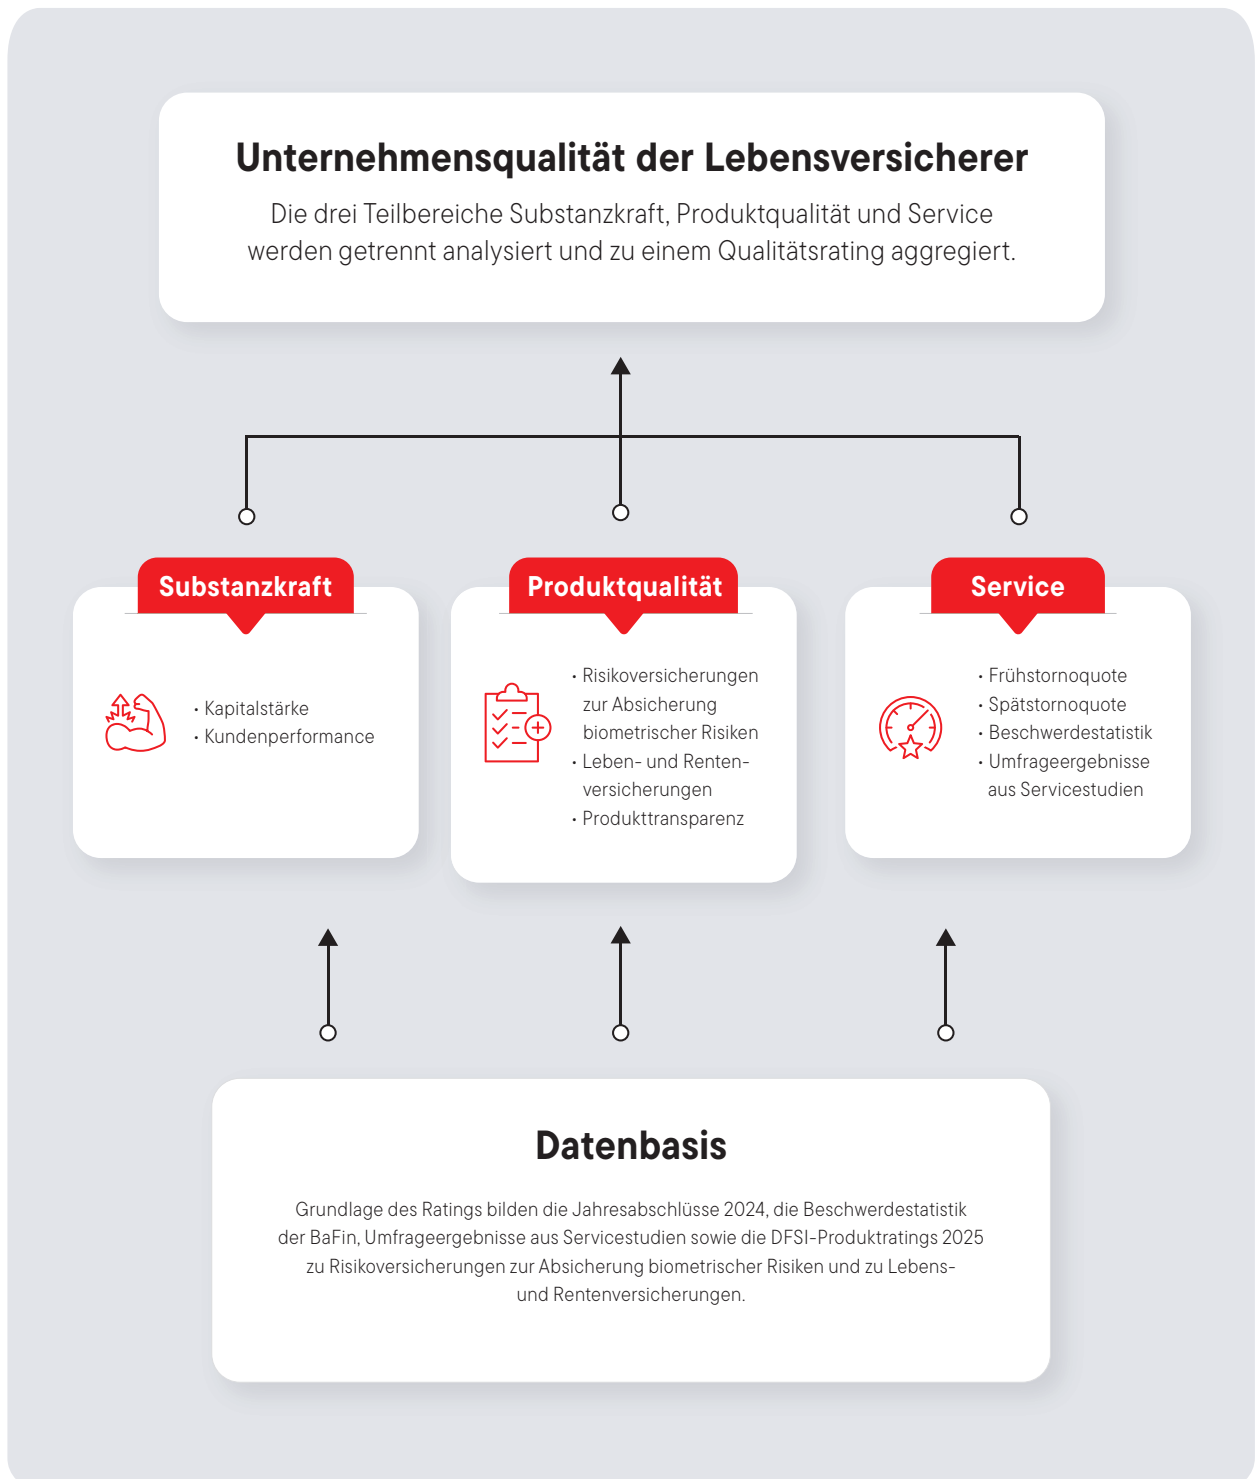 Unternehmensqualität der Lebensversicherer
Die drei Teilbereiche Substanzkraft, Produktqualität und Service
werden getrennt analysiert und zu einem Qualitätsrating aggregiert.
Substanzkraft
· Kapitalstärke
· Kundenperformance
Produktqualität
· Risikoversicherungen
zur Absicherung
biometrischer Risiken
· Leben- und Renten-
versicherungen
· Produkttransparenz
Service
· Frühstornoquote
· Spätstornoquote
· Beschwerdestatistik
· Umfrageergebnisse
aus Servicestudien
Datenbasis
Grundlage des Ratings bilden die Jahresabschlüsse 2024, die Beschwerdestatistik
der BaFin, Umfrageergebnisse aus Servicestudien sowie die DFSI-Produktratings 2025
zu Risikoversicherungen zur Absicherung biometrischer Risiken und zu Lebens-
und Rentenversicherungen.